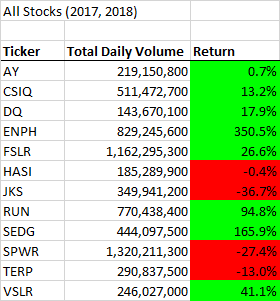 All Stocks (2017, 2018)
Ticker Total Daily Volume Return
AY 219,150,800 0.7%
CSIQ 511,472,700 13.2%
DQ 143,670,100 17.9%
ENPH 829,245,600 350.5%
FSLR 1,162,295,300 26.6%
HASI 185,289,900 -0.4%
JKS 349,941,200 -36.7%
RUN 770,438,400 94.8%
SEDG 444,097,500 165.9%
SPWR 1,320,211,300 -27.4%
TERP 290,837,500 -13.0%
VSLR 246,027,000 41.1%